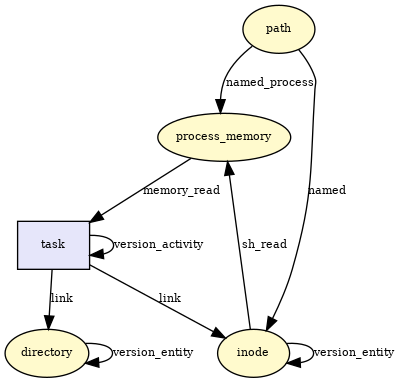 path
named_process
process_memory
memory_read
named
task
version_activity
sh_read
link
link
directory
version_entity
inode
version_entity